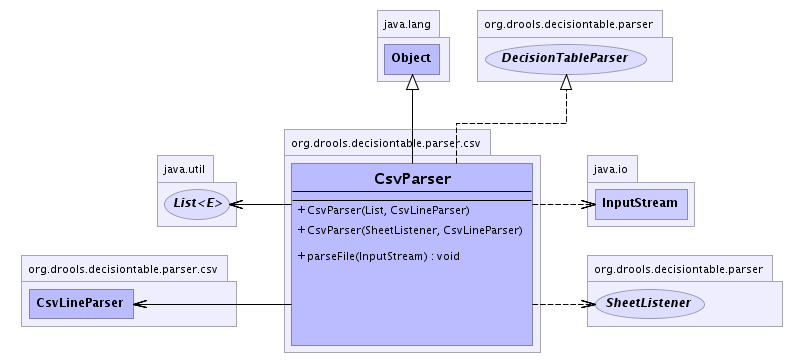 java.lang
Object
org.drools.decisiontable.parser
DecisionTableParser
org.drools.decisiontable.parser.csv
CsvParser
+ CsvParser(List, CsvLineParser)
+ CsvParser(SheetListener, CsvLineParser)
+ parseFile(InputStream) : void
java.util
List<E>
java.io
InputStream
org.drools.decisiontable.parser.csv
CsvLineParser
org.drools.decisiontable.parser
SheetListener